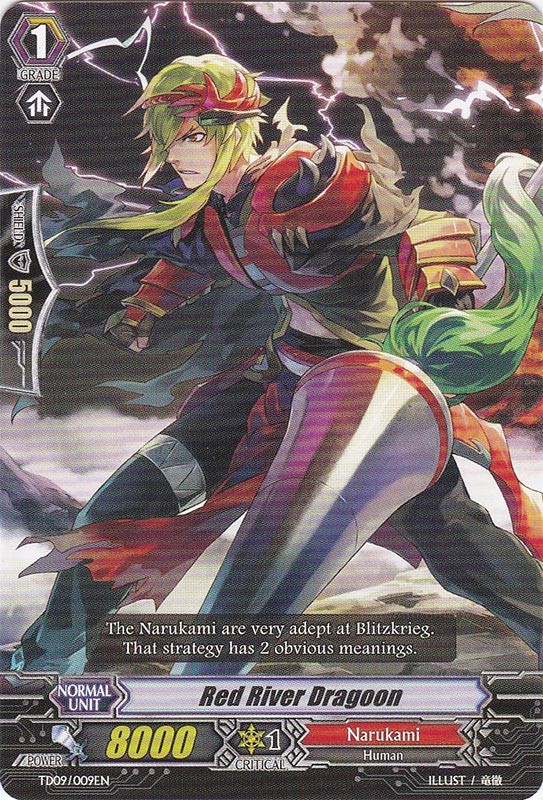 1
GRADE
SHIELD
5000
The Narukami are very adept at Blitzkrieg.
That strategy has 2 obvious meanings.
NORMAL
UNIT
Red River Dragoon
POWER
8000
1
CRITICAL
Narukami
Human
TD09/009EN
ILLUST / 竜徹